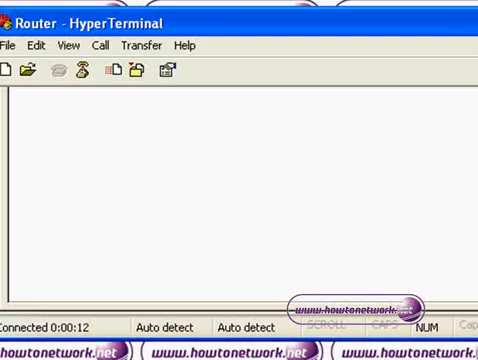 Router - HyperTerminal
File Edit View Call Transfer Help
www.howtonetwork.net
Connected 0:00:12 Auto detect Auto detect SCROLL CAPS NUM Cap
howtonetwork.net www.howtonetwork.net www.howtonetwork.net